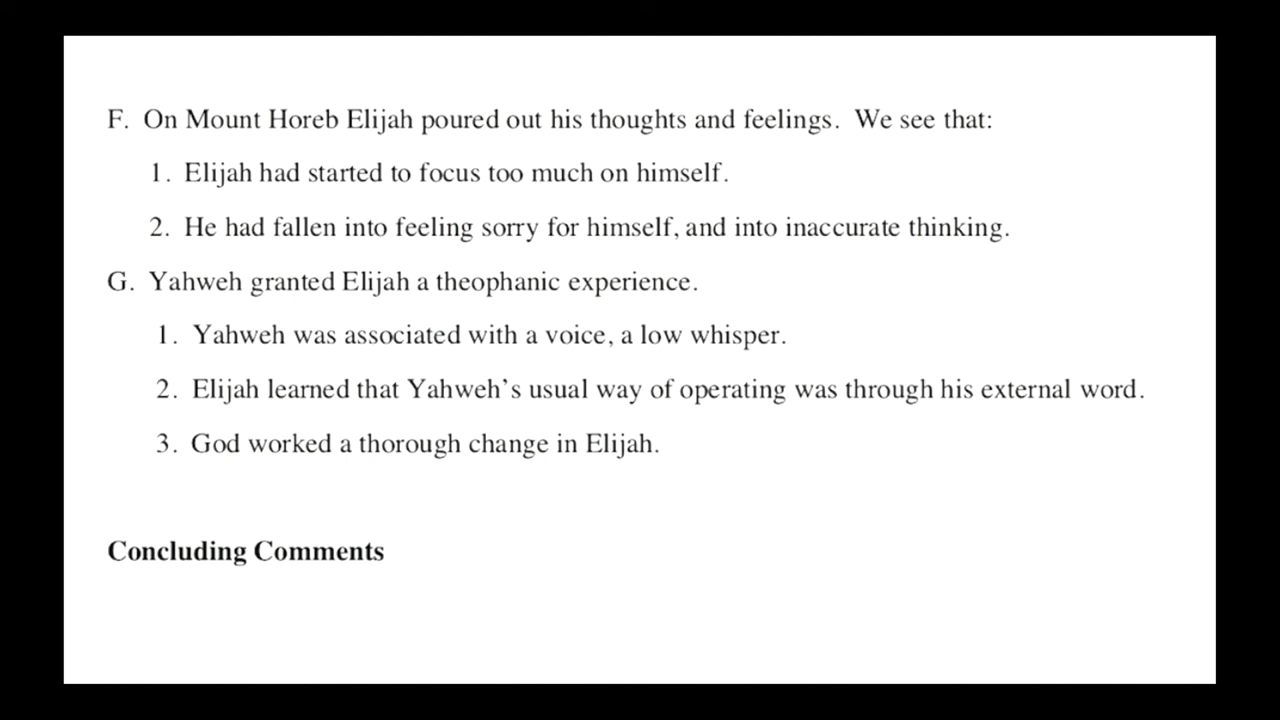 F. On Mount Horeb Elijah poured out his thoughts and feelings. We see that:
1. Elijah had started to focus too much on himself.
2. He had fallen into feeling sorry for himself, and into inaccurate thinking.
G. Yahweh granted Elijah a theophanic experience.
1. Yahweh was associated with a voice, a low whisper.
2. Elijah learned that Yahweh’s usual way of operating was through his external word.
3. God worked a thorough change in Elijah.
Concluding Comments